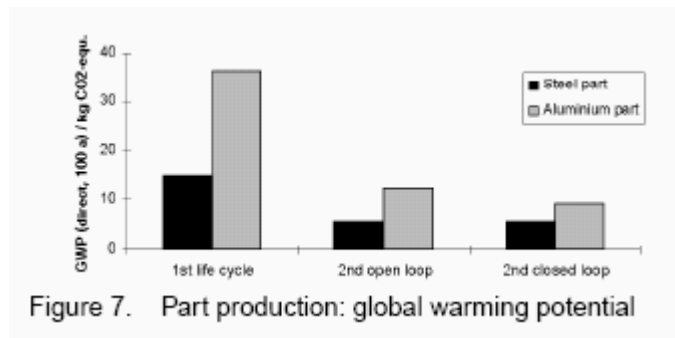 GWP (direct, 100 a) / kg C02-equ.
40
30
20
10
0
Steel part
Aluminium part
1st life cycle
2nd open loop
2nd closed loop
Figure 7. Part production: global warming potential